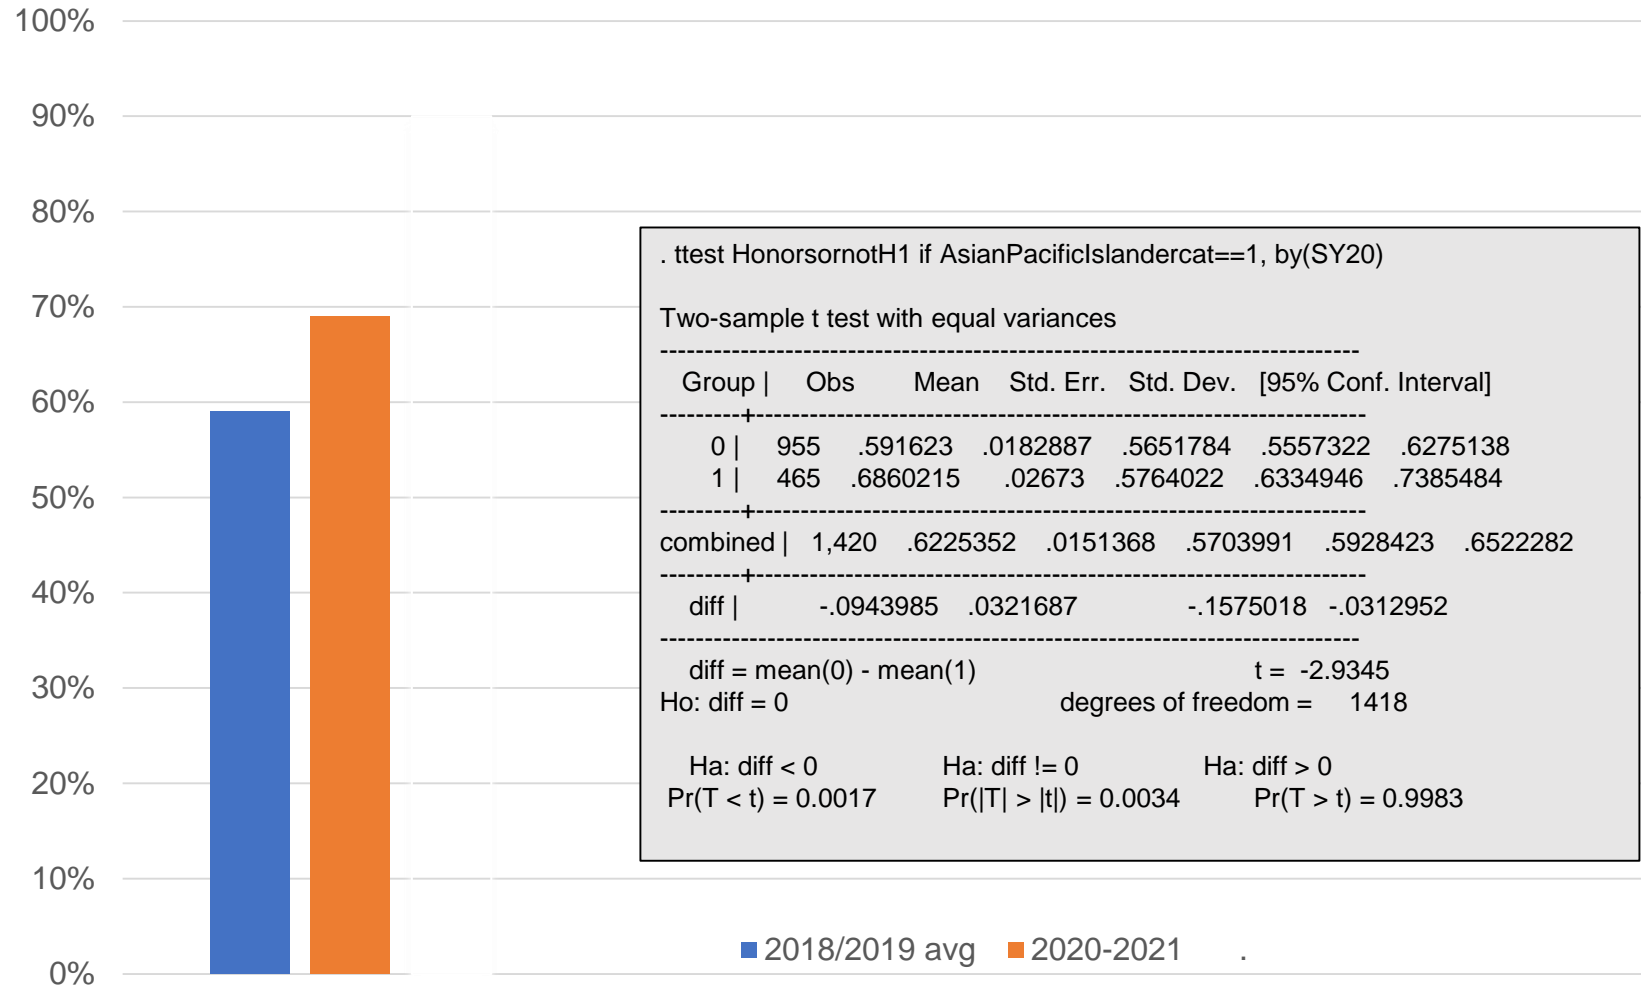 100%
90%
80%
70%
60%
50%
40%
30%
20%
10%
0%
. ttest HonorsornotH1 if AsianPacificIslandercat==1, by(SY20)
Two-sample t test with equal variances
------------------------------------------------------------------------------
Group | Obs Mean Std. Err. Std. Dev. [95% Conf. Interval]
---------+--------------------------------------------------------------------
0 | 955 .591623 .0182887 .5651784 .5557322 .6275138
1 | 465 .6860215 .02673 .5764022 .6334946 .7385484
---------+--------------------------------------------------------------------
combined | 1,420 .6225352 .0151368 .5703991 .5928423 .6522282
---------+--------------------------------------------------------------------
diff | -.0943985 .0321687 -.1575018 -.0312952
------------------------------------------------------------------------------
diff = mean(0) - mean(1) t = -2.9345
Ho: diff = 0 degrees of freedom = 1418
Ha: diff < 0 Ha: diff != 0 Ha: diff > 0
Pr(T < t) = 0.0017 Pr(|T| > |t|) = 0.0034 Pr(T > t) = 0.9983
2018/2019 avg 2020-2021 .